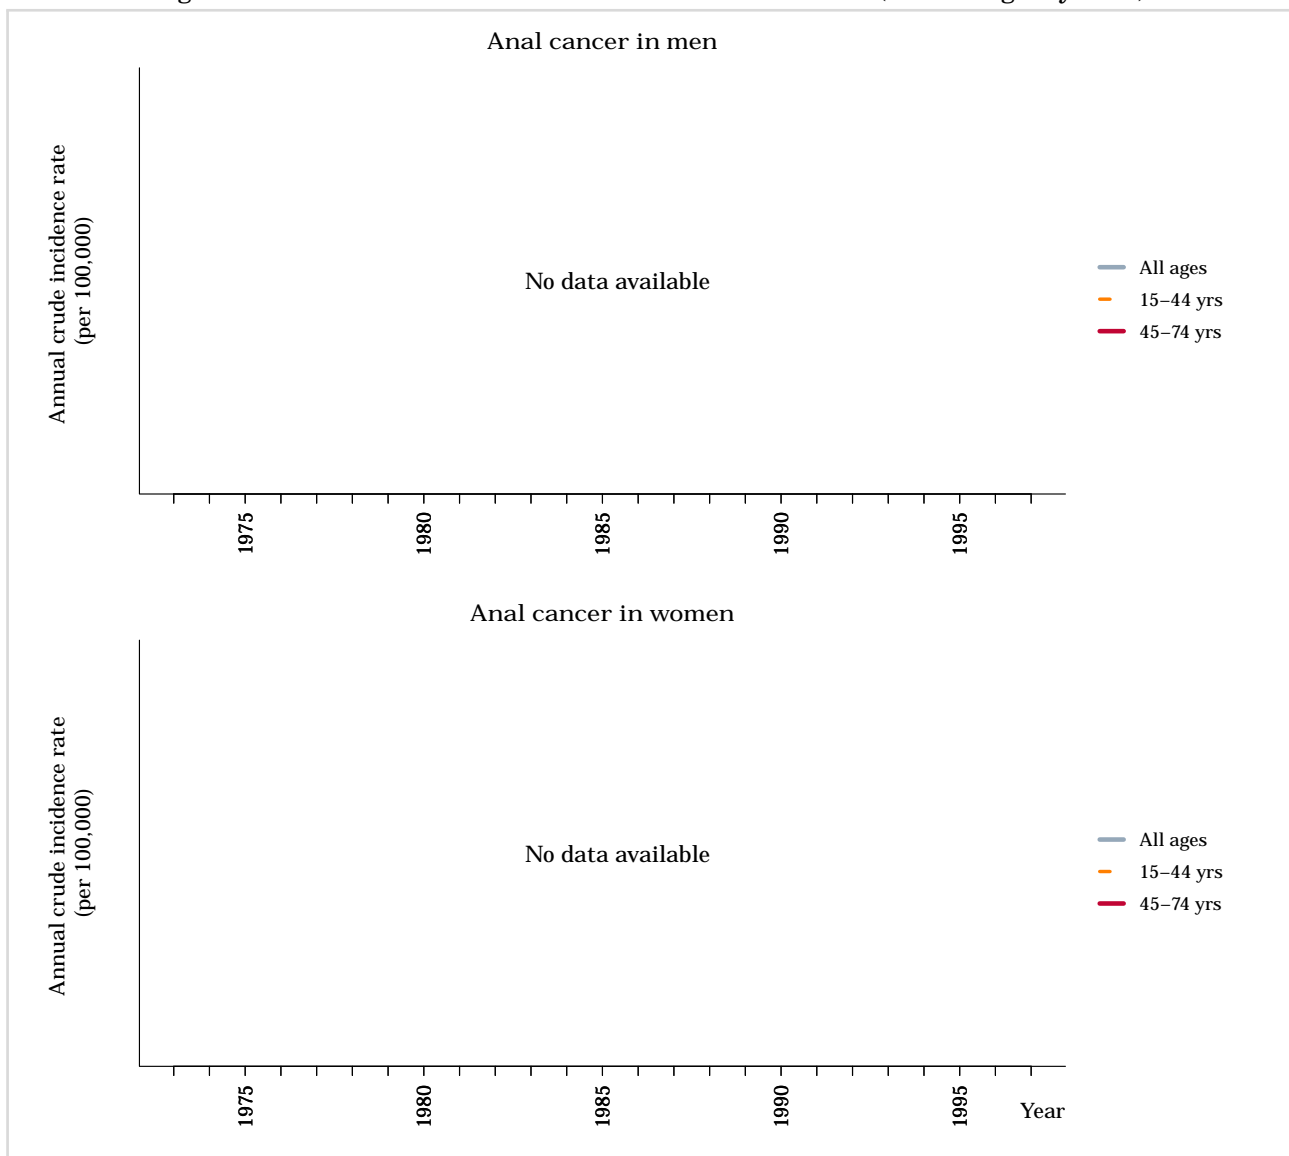 Anal cancer in men
Annual crude incidence rate
(per 100,000)
No data available
All ages
15–44 yrs
45–74 yrs
1975
1980
1985
1990
1995
Anal cancer in women
Annual crude incidence rate
(per 100,000)
No data available
All ages
15–44 yrs
45–74 yrs
1975
1980
1985
1990
1995
Year